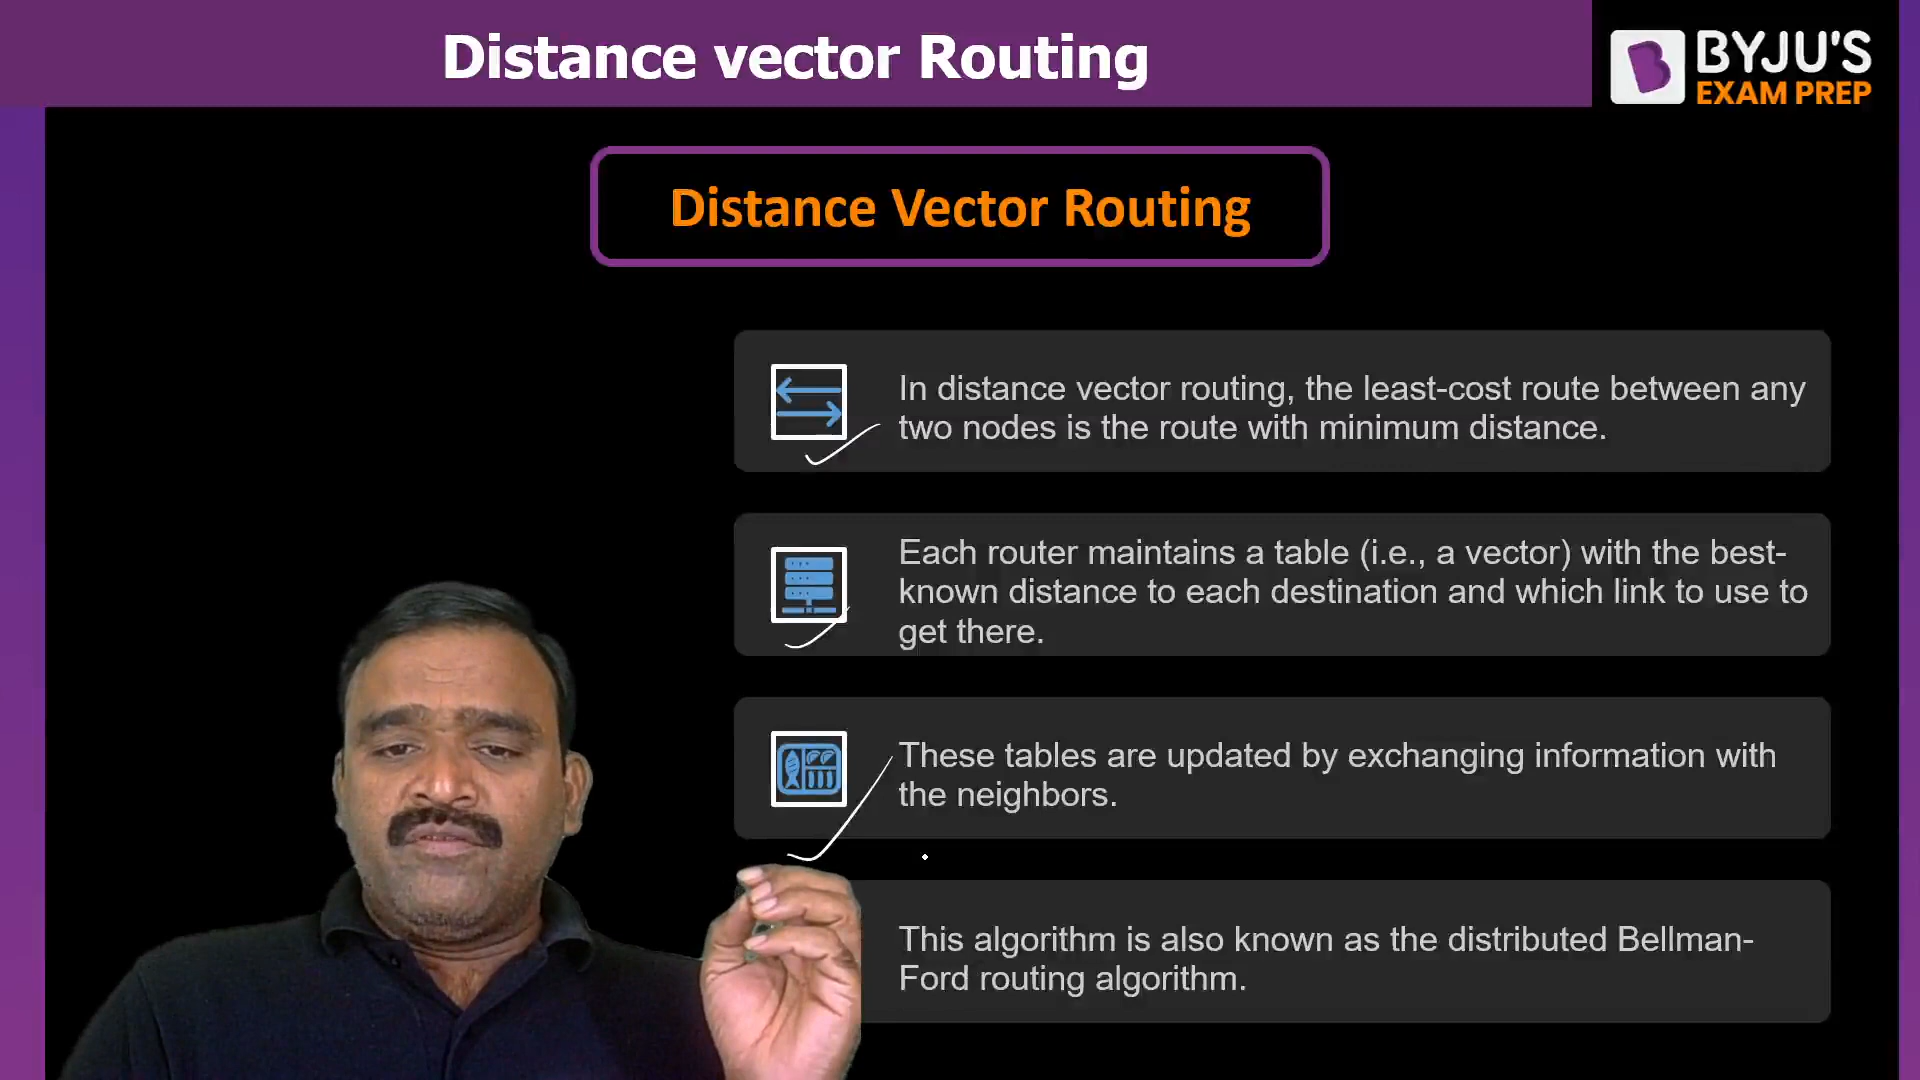 Distance vector Routing
BYJU'S
EXAM PREP
Distance Vector Routing
In distance vector routing, the least-cost route between any
two nodes is the route with minimum distance.
Each router maintains a table (i.e., a vector) with the best-
known distance to each destination and which link to use to
get there.
These tables are updated by exchanging information with
the neighbors.
This algorithm is also known as the distributed Bellman-
Ford routing algorithm.